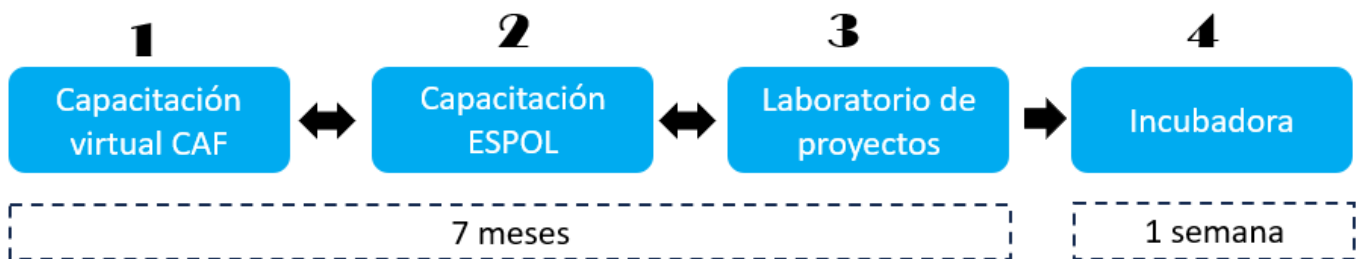 1
2
3
4
Capacitación
virtual CAF
Capacitación
ESPOL
Laboratorio de
proyectos
Incubadora
7 meses
1 semana